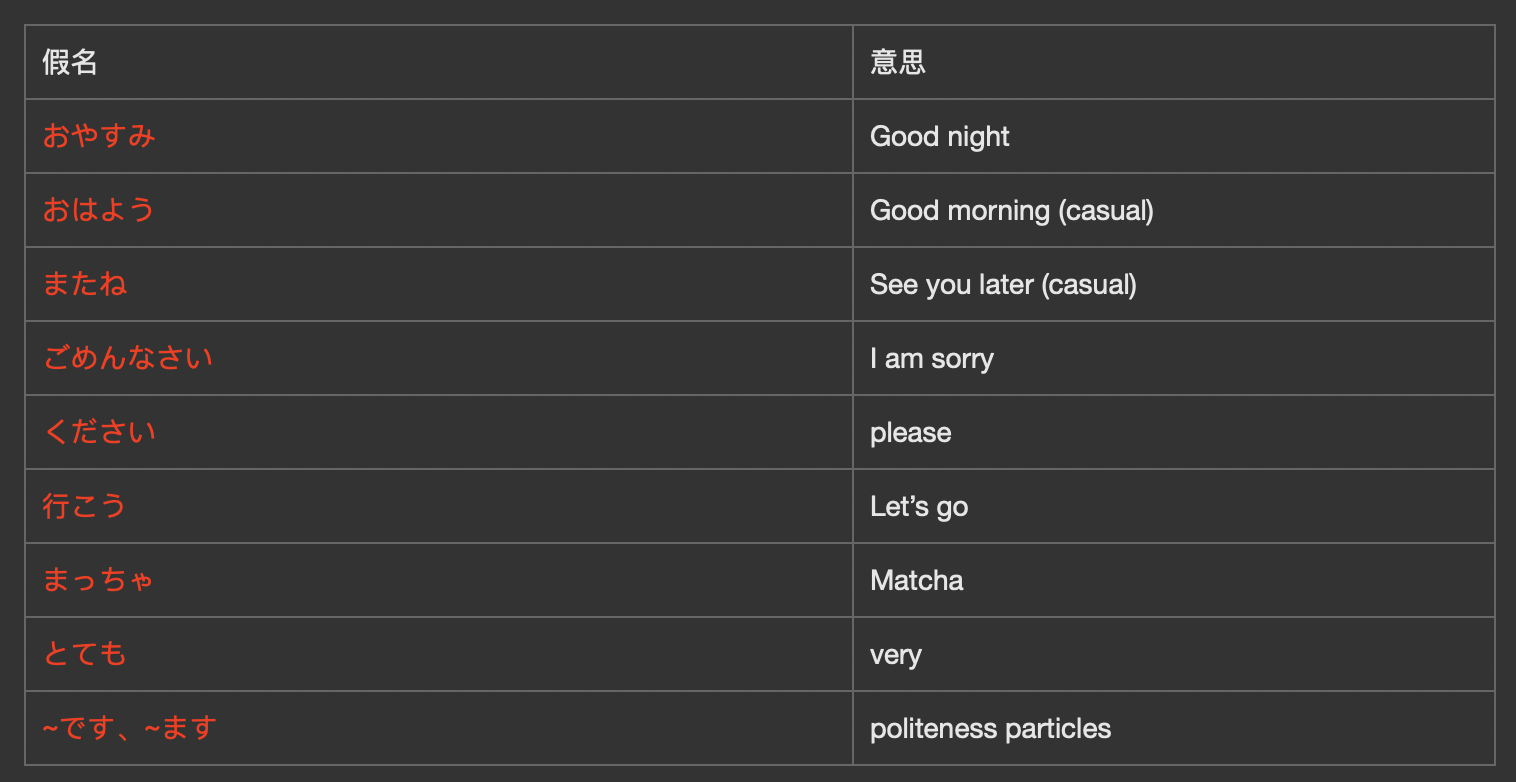 假名 意思
おやすみ Good night
おはよう Good morning (casual)
またね See you later (casual)
ごめんなさい I am sorry
ください please
行こう Let’s go
まっちゃ Matcha
とても very
~です、~ます politeness particles